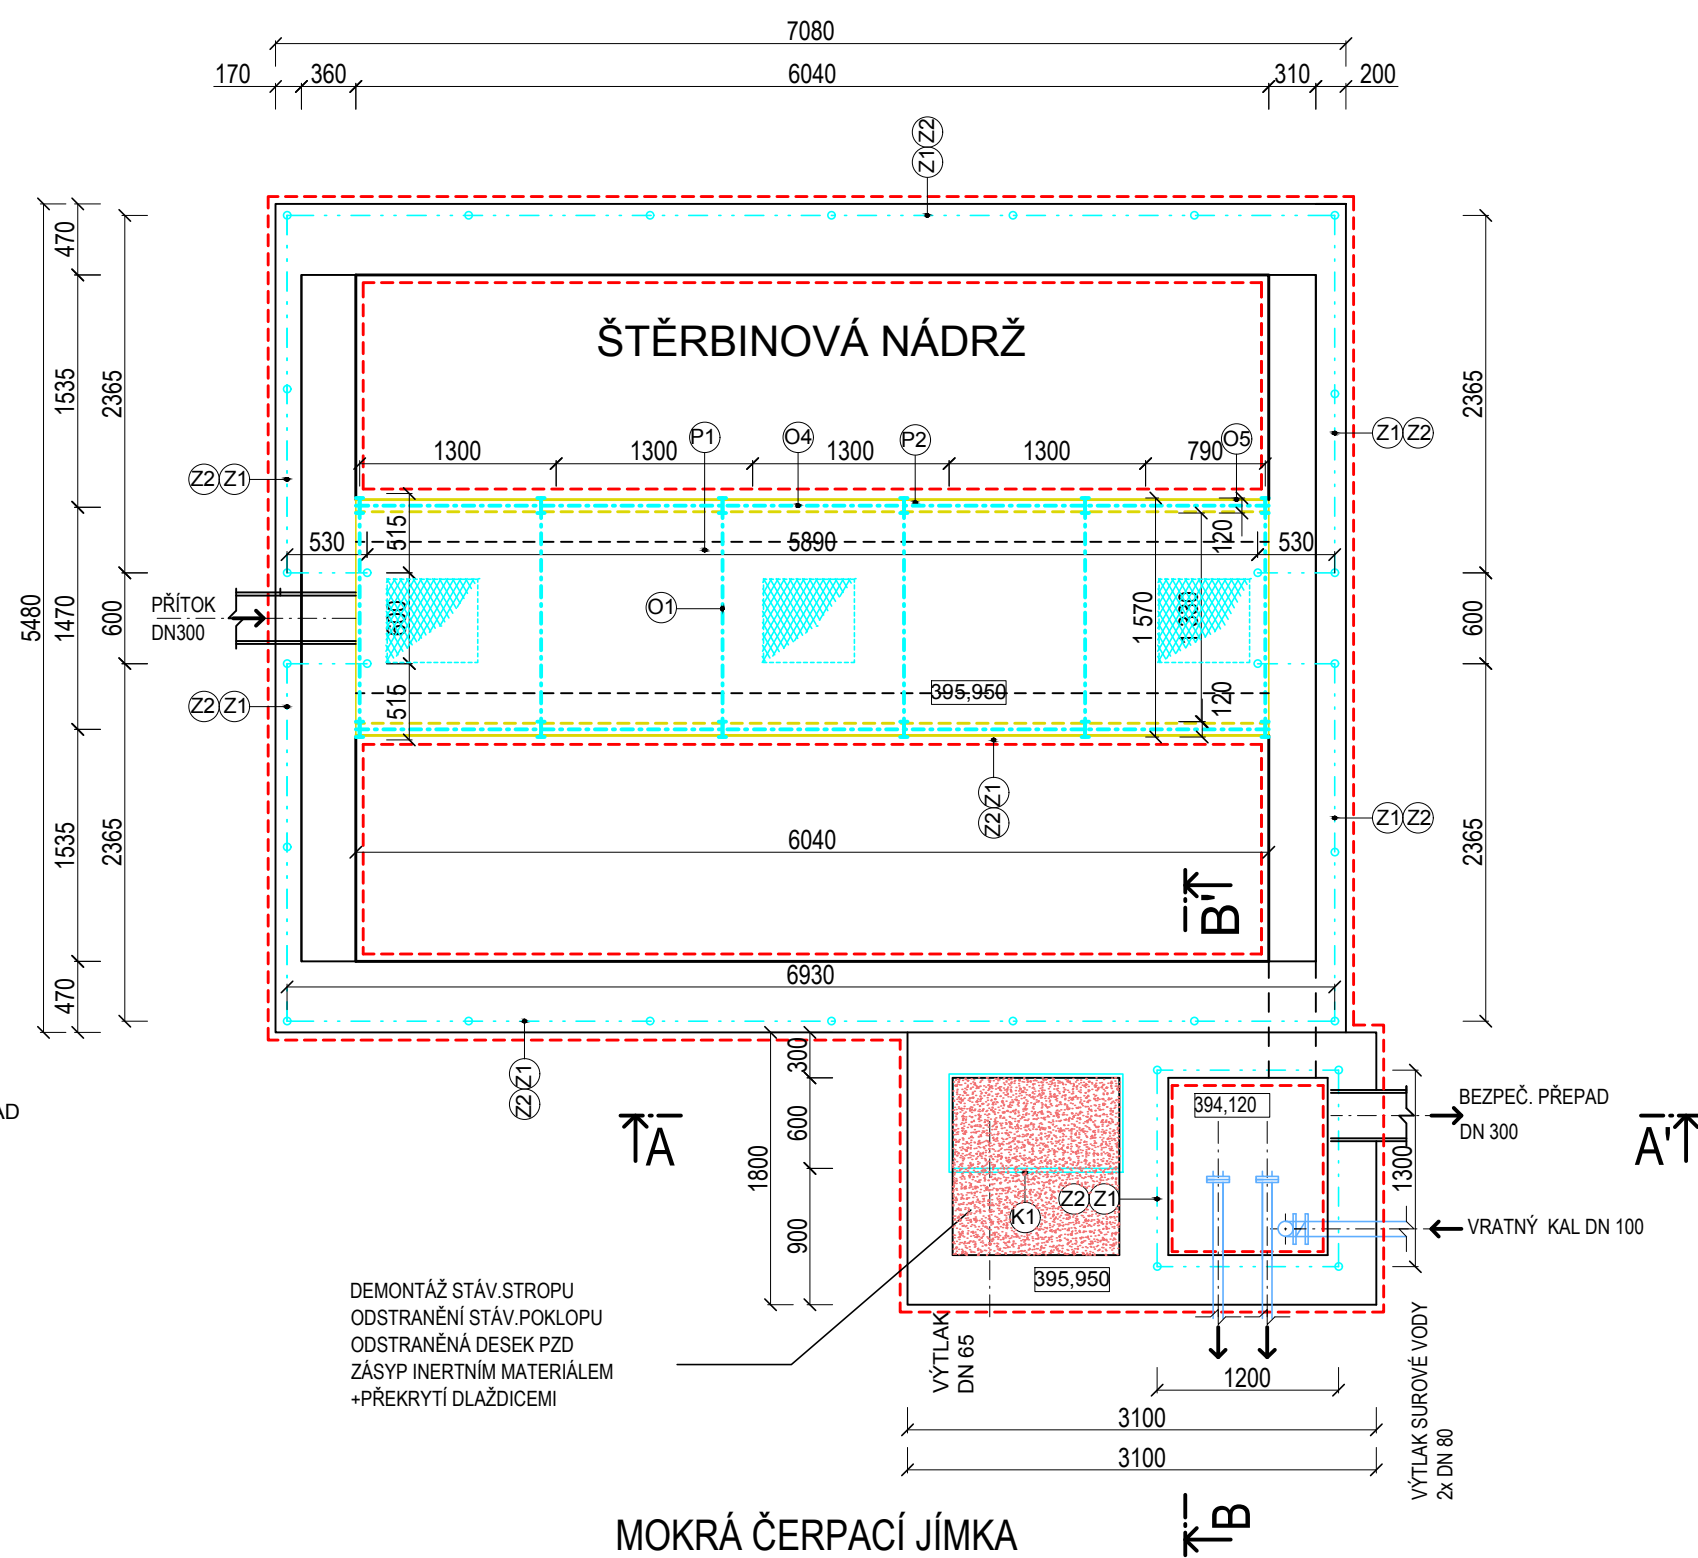 7080
170 360 6040 310 200
Z1 Z2
470
1535
1470
1535
470
5480
2365
600
2365
2365
600
2365
ŠTĚRBINOVÁ NÁDRŽ
1300 1300 1300 1300 790
P1 O4 P2 O5
Z2 Z1
Z1 Z2
530 5890 530
515
600
515
120
1 570
1 330
120
PŘÍTOK
DN300
O1
395,950
Z2 Z1
Z2 Z1
Z1 Z2
6040
B'
6930
Z2 Z1
A
AD
300
600
900
1800
394,120
BEZPEČ. PŘEPAD
DN 300
A'
1300
K1
Z2 Z1
VRATNÝ KAL DN 100
395,950
DEMONTÁŽ STÁV.STROPU
ODSTRANĚNÍ STÁV.POKLOPU
ODSTRANĚNÁ DESEK PZD
ZÁSYP INERTNÍM MATERIÁLEM
+PŘEKRYTÍ DLAŽDICEMI
VÝTLAK
DN 65
1200
VÝTLAK SUROVÉ VODY
2x DN 80
3100
3100
MOKRÁ ČERPACÍ JÍMKA
B